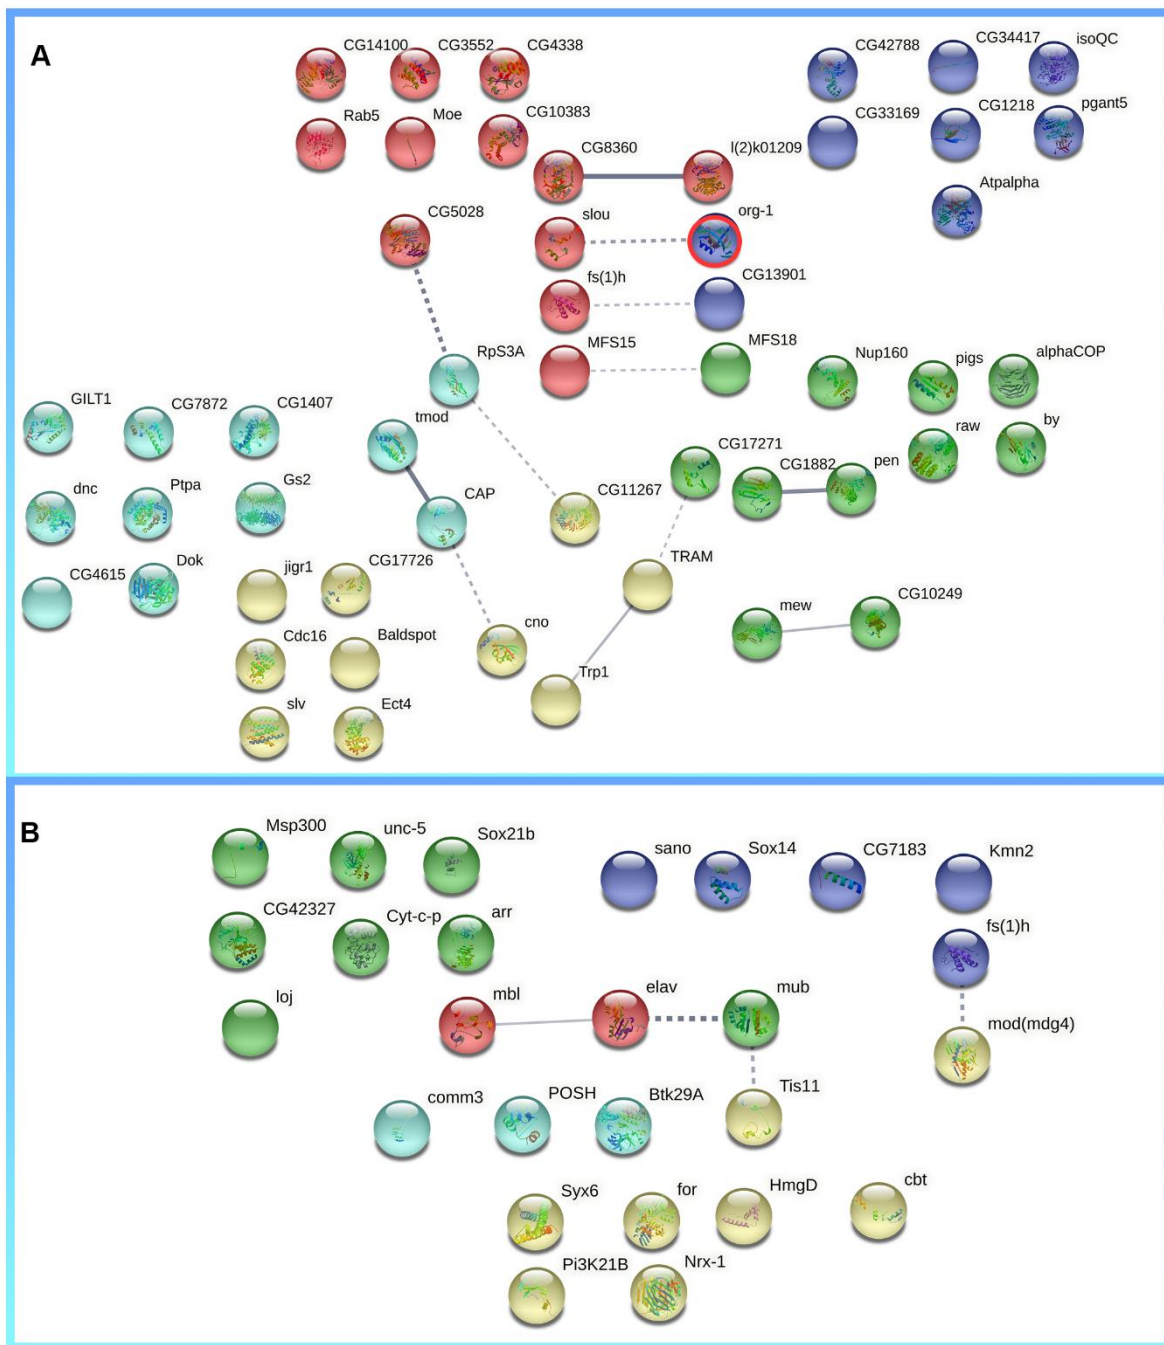 A
CG14100 CG3552 CG4338
CG42788 CG34417 isoQC
Rab5 Moe CG10383
CG33169 CG1218 pgant5
CG8360 l(2)k01209
Atpalpha
CG5028 slou org-1
fs(1)h CG13901
RpS3A MFS15 MFS18
Nup160 pigs alphaCOP
GILT1 CG7872 CG1407
tmod
CG17271 CG1882 pen raw by
dnc Ptpa Gs2
CAP CG11267
CG4615 Dok
jigr1 CG17726
TRAM
cno
mew CG10249
Cdc16 Baldspot
Trp1
slv Ect4
B
Msp300 unc-5 Sox21b
sano Sox14 CG7183 Kmn2
CG42327 Cyt-c-p arr
fs(1)h
loj
mbl elav mub
mod(mdg4)
comm3 POSH Btk29A Tis11
Syx6 for HmgD cbt
Pi3K21B Nrx-1